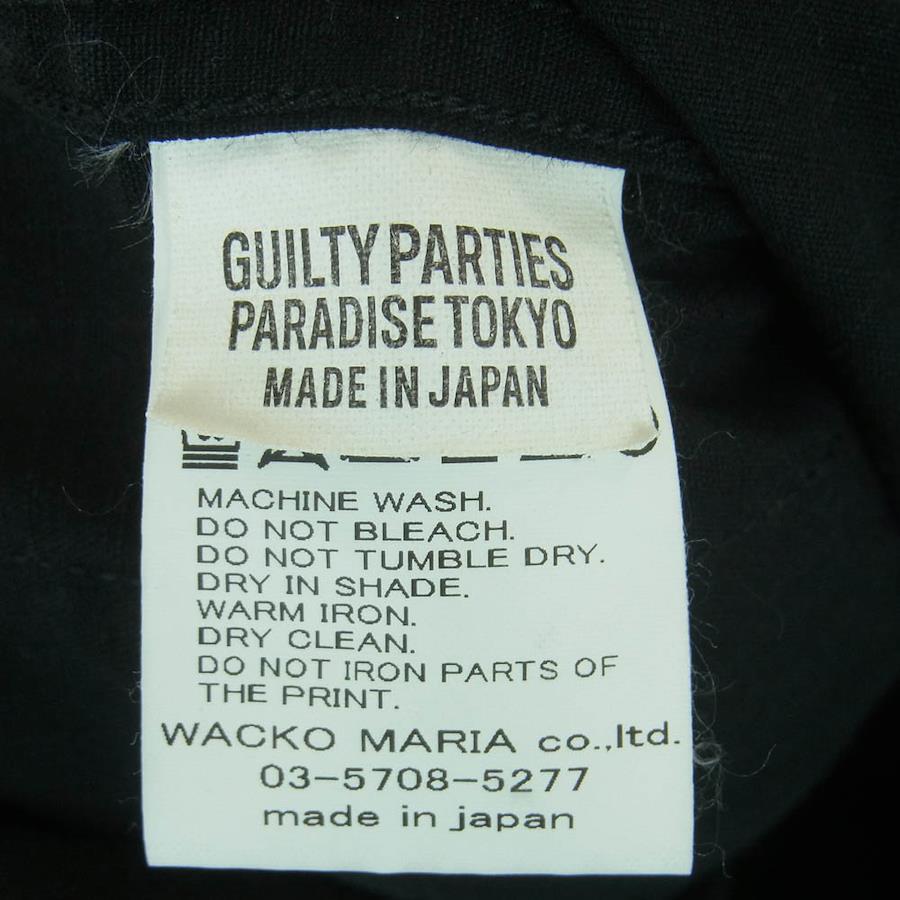 GUILTY PARTIES
PARADISE TOKYO
MADE IN JAPAN
MACHINE WASH.
DO NOT BLEACH.
DO NOT TUMBLE DRY.
DRY IN SHADE.
WARM IRON.
DRY CLEAN.
DO NOT IRON PARTS OF
THE PRINT.
WACKO MARIA co.,ltd.
03-5708-5277
made in japan